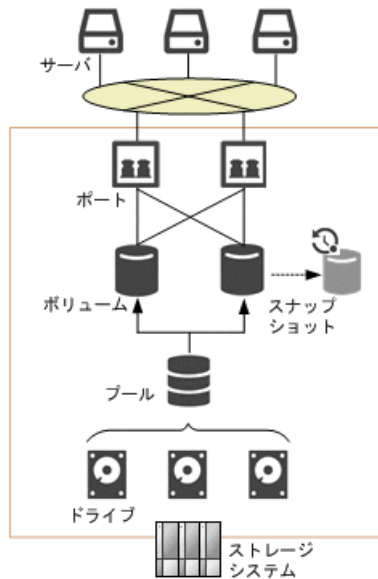 サーバ
ポート
ボリューム
スナップ
ショット
プール
ドライブ
ストレージ
システム